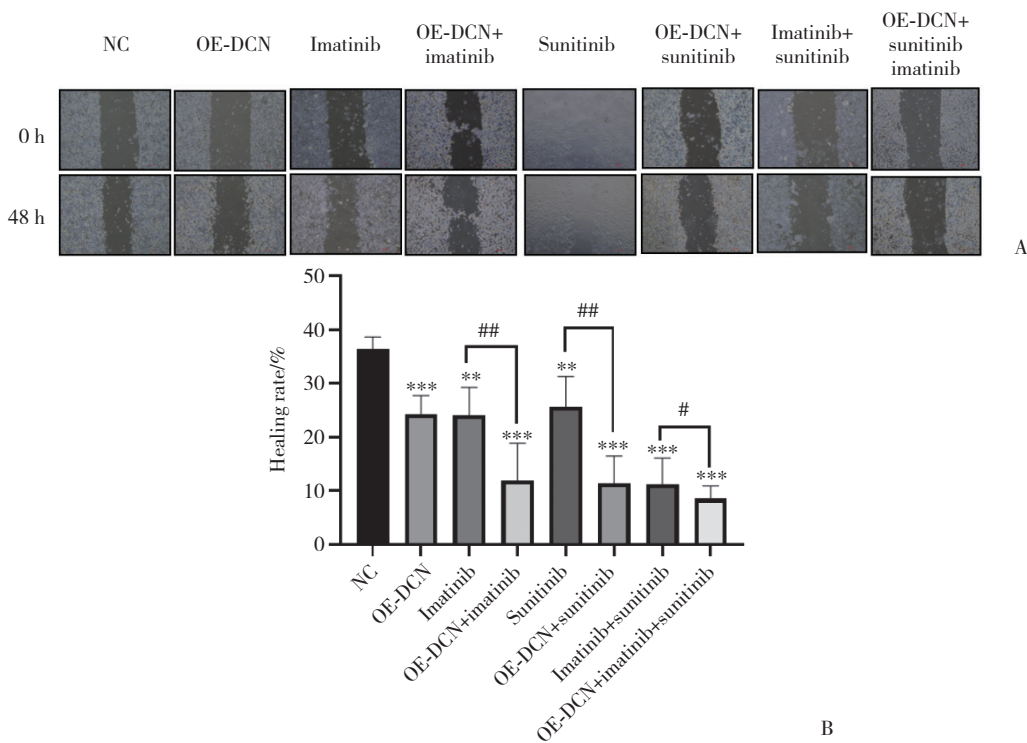 NC
OE-DCN
Imatinib
OE-DCN+
imatinib
Sunitinib
OE-DCN+
sunitinib
Imatinib+
sunitinib
OE-DCN+
sunitinib
imatinib
0 h
48 h
A
Healing rate/%
50
40
30
20
10
0
***
**
##
***
**
##
***
***
#
***
NC
OE-DCN
Imatinib
OE-DCN+imatinib
Sunitinib
OE-DCN+sunitinib
Imatinib+sunitinib
OE-DCN+imatinib+sunitinib
B